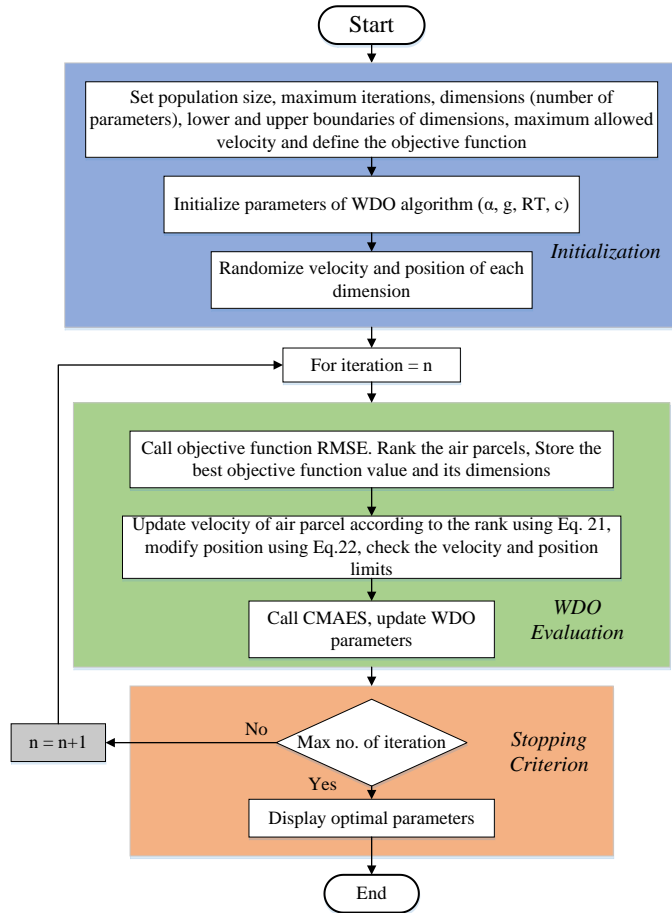 Start
Set population size, maximum iterations, dimensions (number of
parameters), lower and upper boundaries of dimensions, maximum allowed
velocity and define the objective function
Initialize parameters of WDO algorithm (α, g, RT, c)
Initialization
Randomize velocity and position of each
dimension
For iteration = n
Call objective function RMSE. Rank the air parcels, Store the
best objective function value and its dimensions
Update velocity of air parcel according to the rank using Eq. 21,
modify position using Eq.22, check the velocity and position
limits
Call CMAES, update WDO
parameters
WDO
Evaluation
No
Max no. of iteration
n = n+1
Stopping
Criterion
Yes
Display optimal parameters
End